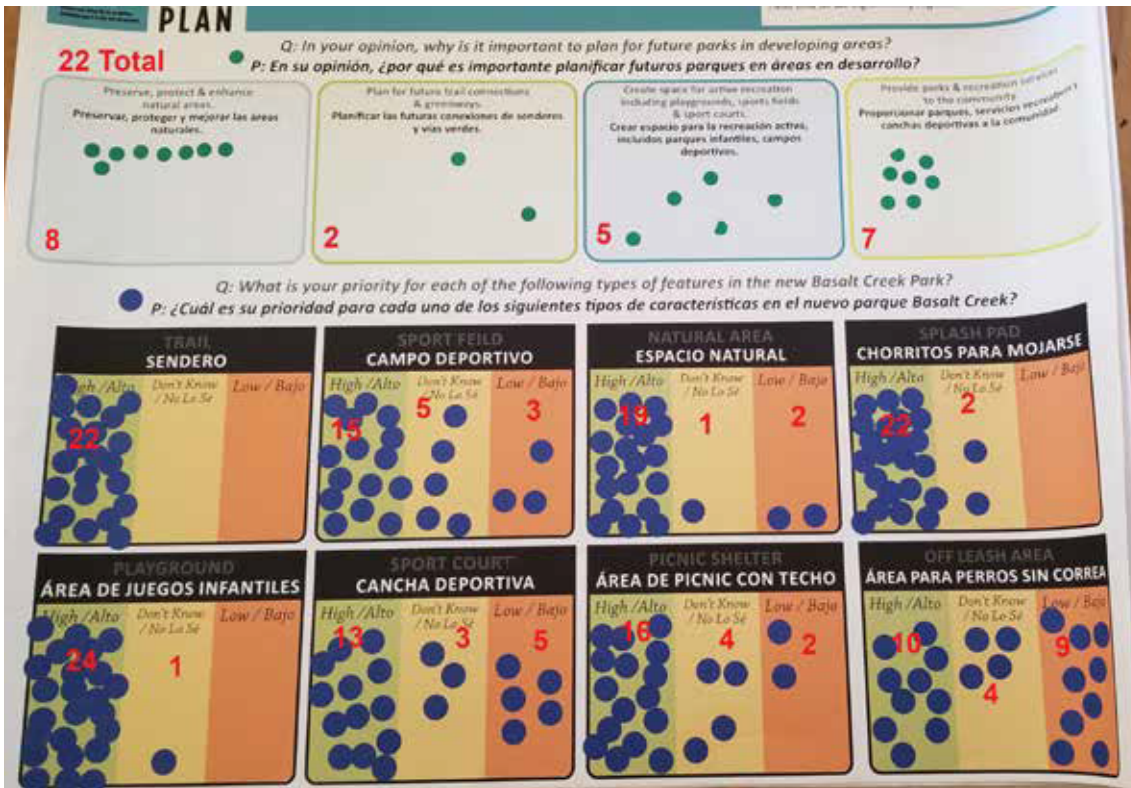 PLAN
22 Total
Q: In your opinion, why is it important to plan for future parks in developing areas?
P: En su opinión, ¿por qué es importante planificar futuros parques en áreas en desarrollo?
Preserve, protect & enhance
natural areas.
Preservar, proteger y mejorar las áreas
naturales.
8
Plan for future trail connections
& greenways.
Planificar las futuras conexiones de senderos
y vías verdes.
2
Create space for active recreation
including playgrounds, sports fields
& sport courts.
Crear espacio para la recreación activa,
incluidos parques infantiles, campos
deportivos.
5
Provide parks & recreation services
to the community
Proporcionar parques, servicios
conchas deportivas a la comunidad
7
Q: What is your priority for each of the following types of features in the new Basalt Creek Park?
P: ¿Cuál es su prioridad para cada uno de los siguientes tipos de características en el nuevo parque Basalt Creek?
TRAIL
SENDERO
High /Alto
Don't Know
/ No Lo Sé
Low / Bajo
22
SPORT FEILD
CAMPO DEPORTIVO
High /Alto
Don't Know
/ No Lo Sé
Low / Bajo
15
5
3
NATURAL AREA
ESPACIO NATURAL
High /Alto
Don't Know
/ No Lo Sé
Low / Bajo
19
1
2
SPLASH PAD
CHORRITOS PARA MOJARSE
High /Alto
Don't Know
/ No Lo Sé
Low / Bajo
22
2
PLAYGROUND
ÁREA DE JUEGOS INFANTILES
High /Alto
Don't Know
/ No Lo Sé
Low / Bajo
24
1
SPORT COURT
CANCHA DEPORTIVA
High /Alto
Don't Know
/ No Lo Sé
Low / Bajo
13
3
5
PICNIC SHELTER
ÁREA DE PICNIC CON TECHO
High /Alto
Don't Know
/ No Lo Sé
Low / Bajo
16
4
2
OFF LEASH AREA
ÁREA PARA PERROS SIN CORREA
High /Alto
Don't Know
/ No Lo Sé
Low / Bajo
10
4
9